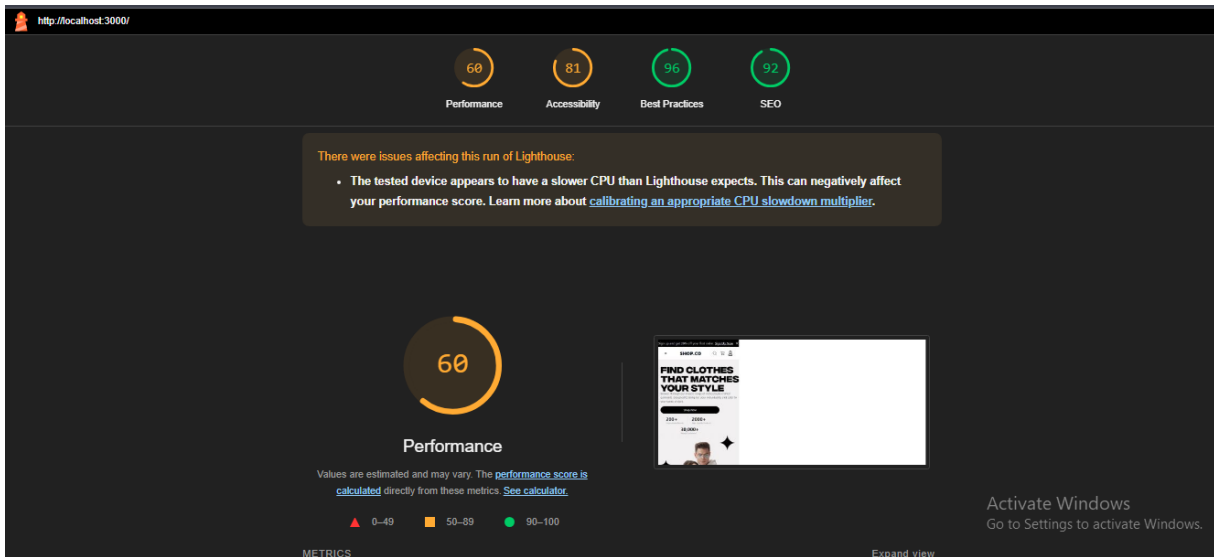 http://localhost:3000/
60
81
96
92
Performance
Accessibility
Best Practices
SEO
There were issues affecting this run of Lighthouse:
• The tested device appears to have a slower CPU than Lighthouse expects. This can negatively affect
your performance score. Learn more about calibrating an appropriate CPU slowdown multiplier.
60
Performance
Values are estimated and may vary. The performance score is
calculated directly from these metrics. See calculator.
0–49
50–89
90–100
SHOP.CO
FIND CLOTHES
THAT MATCHES
YOUR STYLE
Shop Now
200+
2000+
30,000+
Activate Windows
Go to Settings to activate Windows.
METRICS
Expand view